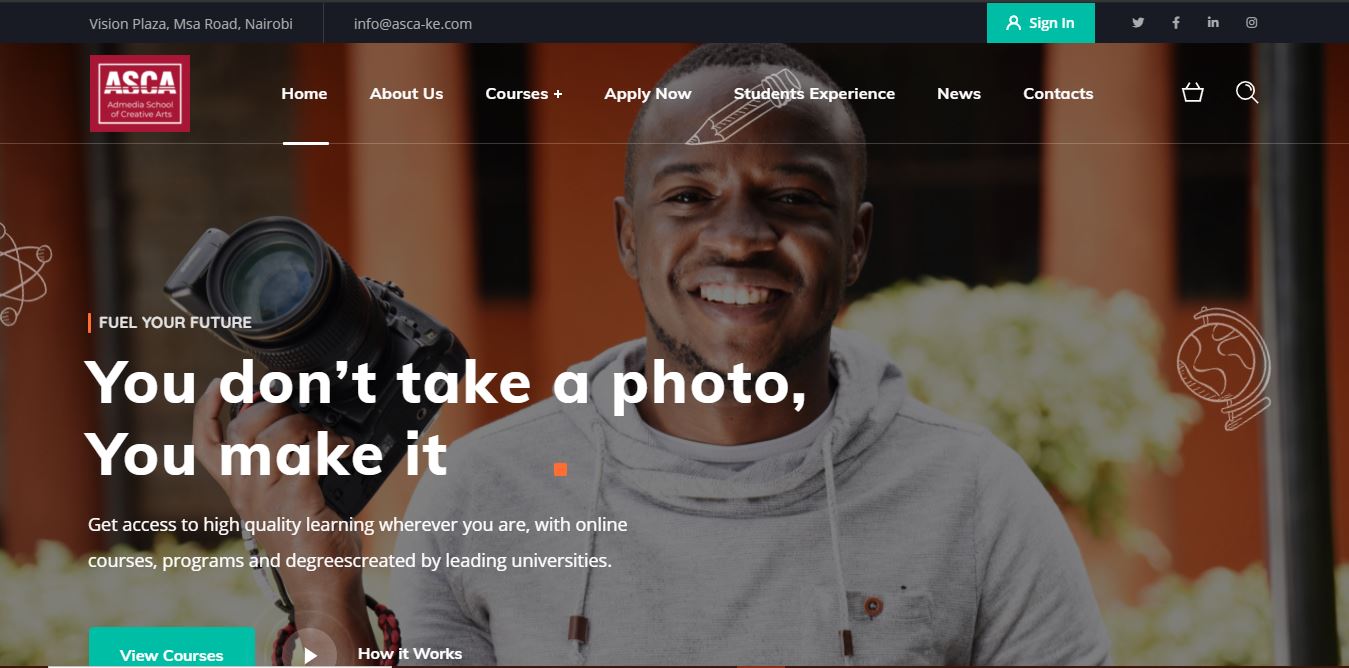 Vision Plaza, Msa Road, Nairobi
info@asca-ke.com
Sign In
ASCA
Admedia School
of Creative Arts
Home
About Us
Courses +
Apply Now
Students Experience
News
Contacts
FUEL YOUR FUTURE
You don’t take a photo,
You make it
Get access to high quality learning wherever you are, with online
courses, programs and degreescreated by leading universities.
View Courses
How it Works